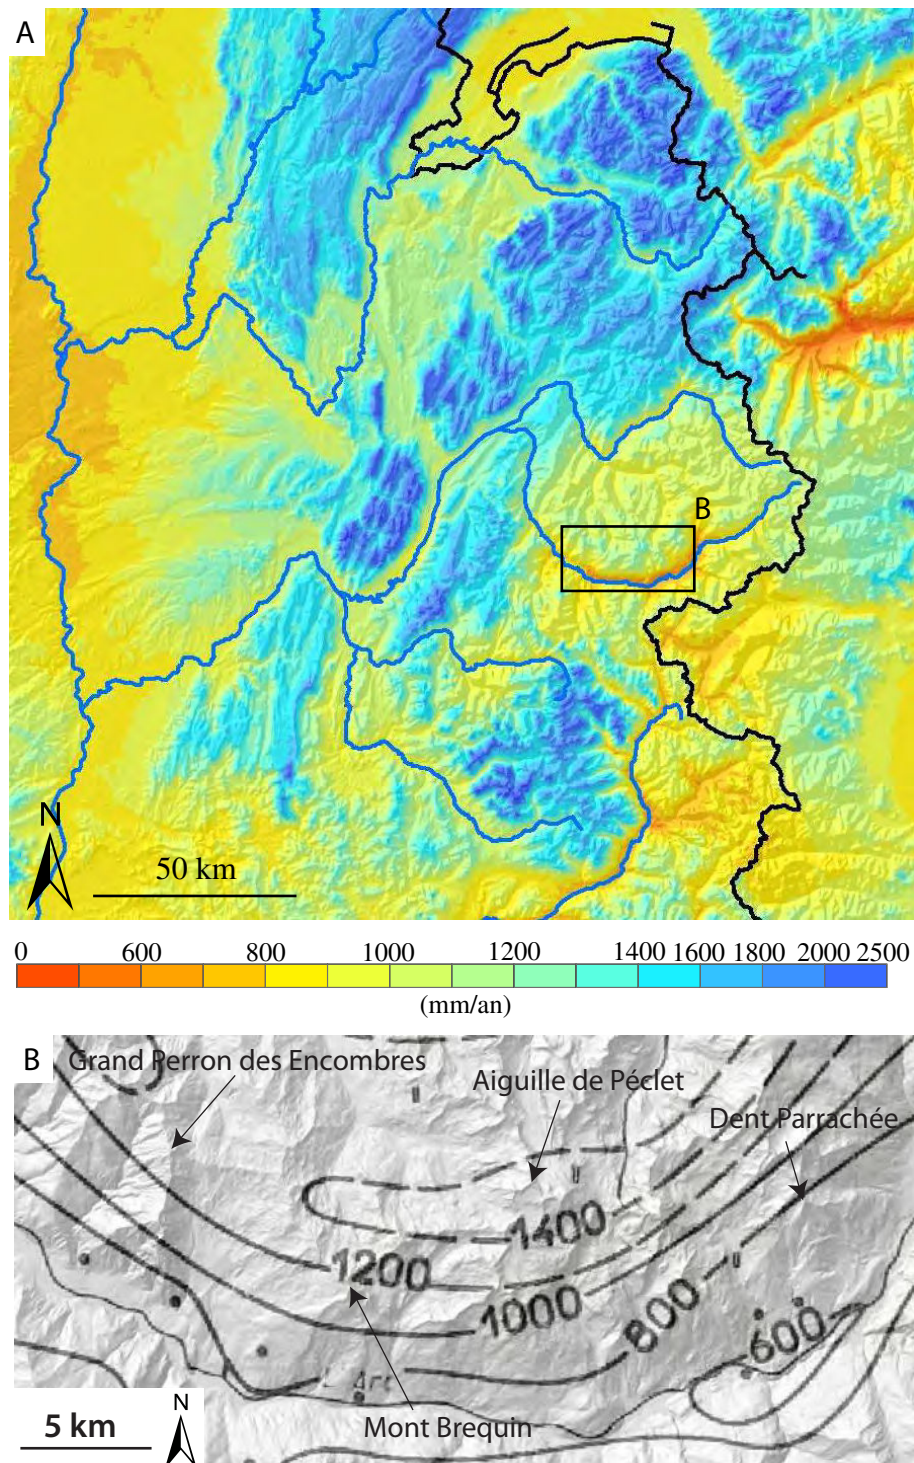 A
B
N
50 km
0 600 800 1000 1200 1400 1600 1800 2000 2500
(mm/an)
B
Grand Perron des Encombres
Aiguille de Péclet
Dent Parrachée
1400
1200
1000
800
600
L'Arc
Mont Brequin
N
5 km